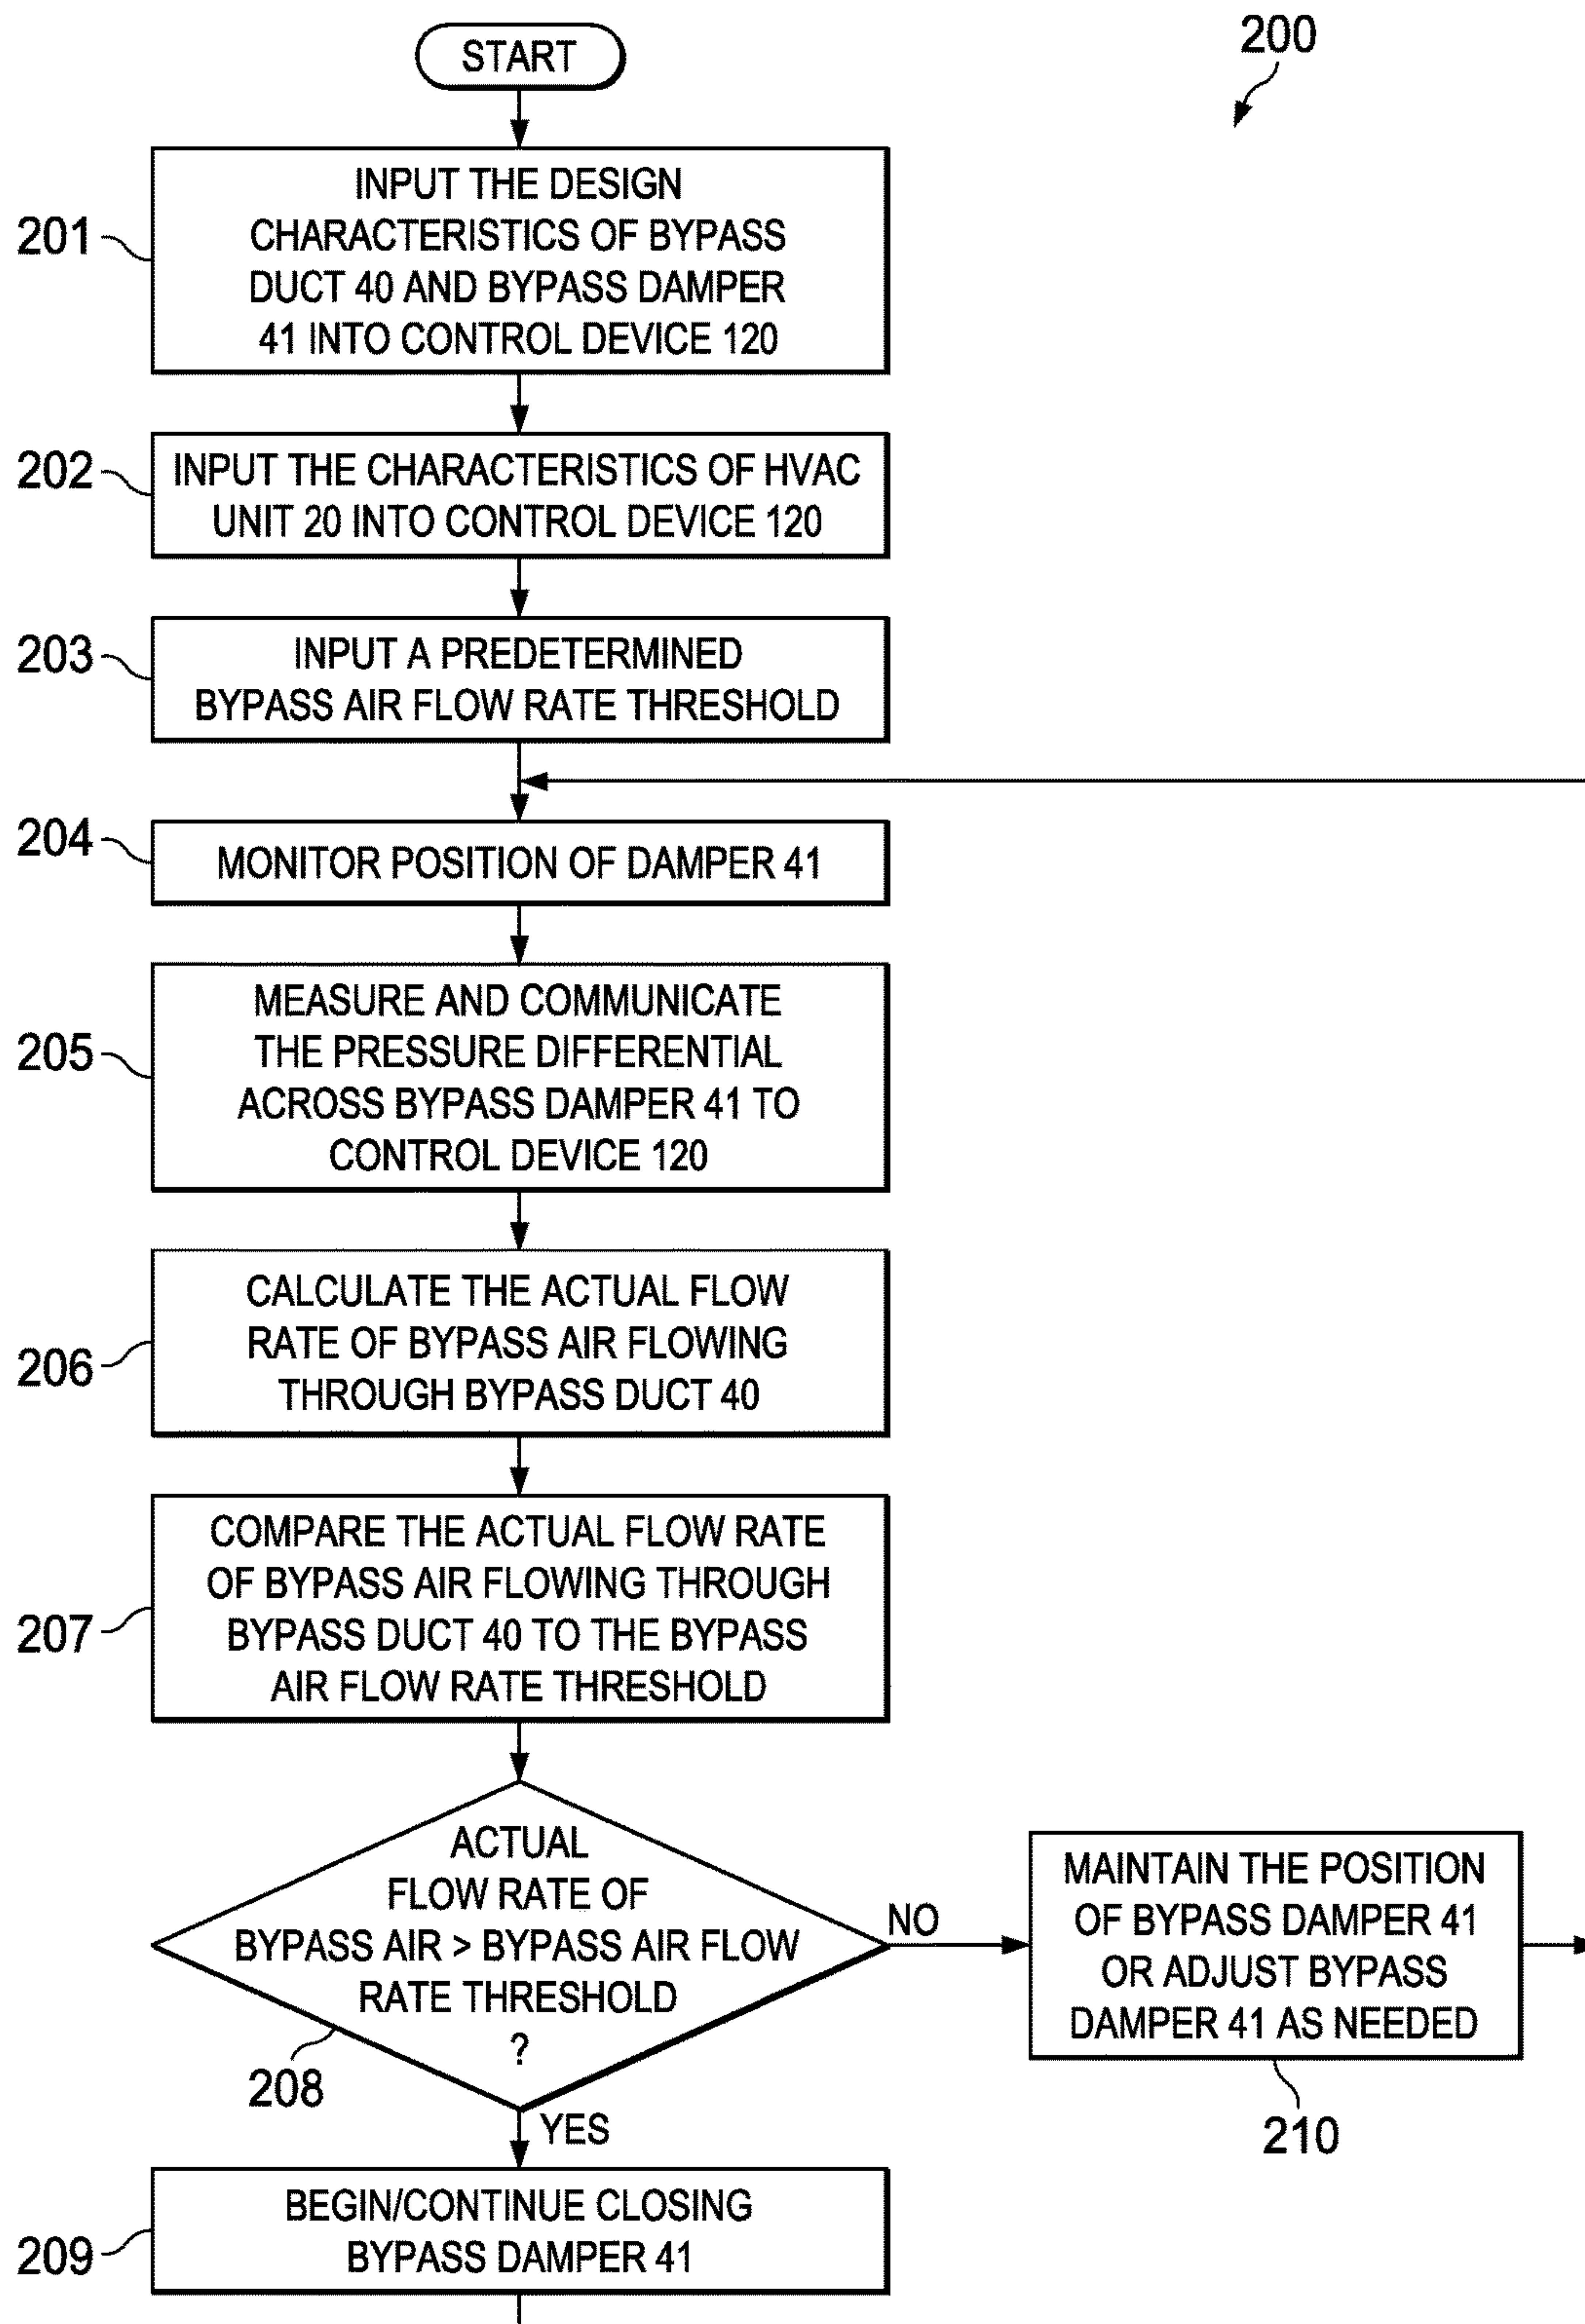 START
200
201
INPUT THE DESIGN
CHARACTERISTICS OF BYPASS
DUCT 40 AND BYPASS DAMPER
41 INTO CONTROL DEVICE 120
202
INPUT THE CHARACTERISTICS OF HVAC
UNIT 20 INTO CONTROL DEVICE 120
203
INPUT A PREDETERMINED
BYPASS AIR FLOW RATE THRESHOLD
204
MONITOR POSITION OF DAMPER 41
205
MEASURE AND COMMUNICATE
THE PRESSURE DIFFERENTIAL
ACROSS BYPASS DAMPER 41 TO
CONTROL DEVICE 120
206
CALCULATE THE ACTUAL FLOW
RATE OF BYPASS AIR FLOWING
THROUGH BYPASS DUCT 40
207
COMPARE THE ACTUAL FLOW RATE
OF BYPASS AIR FLOWING THROUGH
BYPASS DUCT 40 TO THE BYPASS
AIR FLOW RATE THRESHOLD
ACTUAL
FLOW RATE OF
BYPASS AIR > BYPASS AIR FLOW
RATE THRESHOLD
?
208
NO
MAINTAIN THE POSITION
OF BYPASS DAMPER 41
OR ADJUST BYPASS
DAMPER 41 AS NEEDED
210
YES
209
BEGIN/CONTINUE CLOSING
BYPASS DAMPER 41